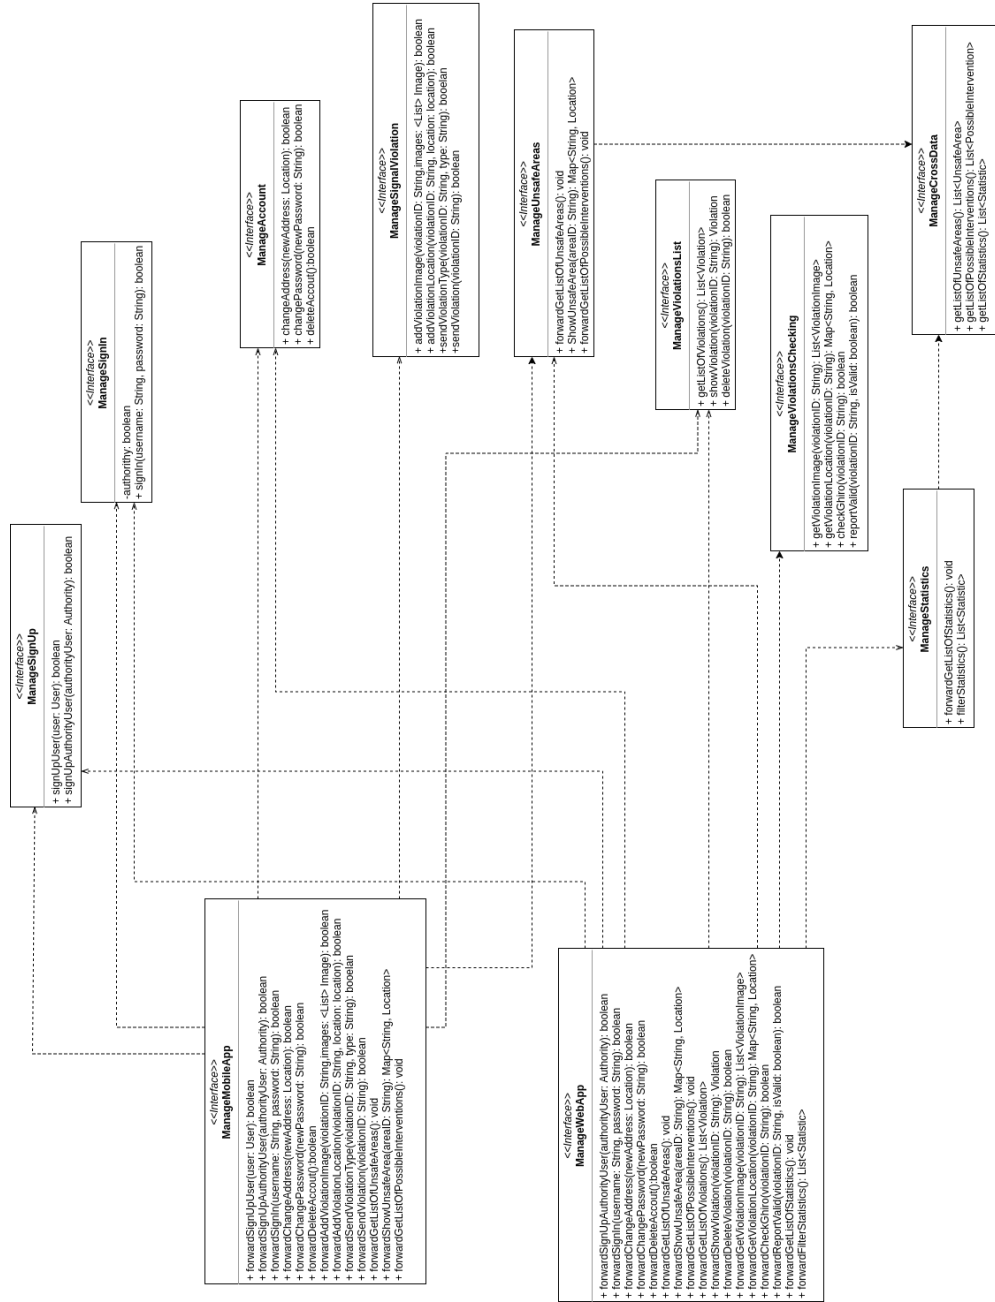 <<Interface>>
ManageSignUp
+ signUpUser(user: User): boolean
+ signUpAuthorityUser(authorityUser: Authority): boolean
<<Interface>>
ManageSignIn
-authorithy: boolean
+ signIn(username: String, password: String): boolean
<<Interface>>
ManageAccount
+ changeAddress(newAddress: Location): boolean
+ changePassword(newPassword: String): boolean
+ deleteAccout():boolean
<<Interface>>
ManageSignalViolation
+ addViolationImage(violationID: String,images: <List> Image): boolean
+ addViolationLocation(violationID: String, location: location): boolean
+sendViolationType(violationID: String, type: String): booelan
+sendViolation(violationID: String): boolean
<<Interface>>
ManageUnsafeAreas
+ forwardGetListOfUnsafeAreas(): void
+ ShowUnsafeArea(areaID: String): Map<String, Location>
+ forwardGetListOfPossibleInterventions(): void
<<Interface>>
ManageViolationsList
+ getListOfViolations(): List<Violation>
+ showViolation(violationID: String): Violation
+ deleteViolation(violationID: String): boolean
<<Interface>>
ManageViolationsChecking
+ getViolationImage(violationID: String): List<ViolationImage>
+ getViolationLocation(violationID: String): Map<String, Location>
+ checkGhiro(violationID: String): boolean
+ reportValid(violationID: String, isValid: boolean): boolean
<<Interface>>
ManageCrossData
+ getListOfUnsafeAreas(): List<UnsafeArea>
+ getListOfPossibleInterventions(): List<PossibleIntervention>
+ getListOfStatistics(): List<Statistic>
<<Interface>>
ManageStatistics
+ forwardGetListOfStatistics(): void
+ filterStatistics(): List<Statistic>
<<Interface>>
ManageMobileApp
+ forwardSignUpUser(user: User): boolean
+ forwardSignUpAuthorityUser(authorityUser: Authority): boolean
+ forwardSignIn(username: String, password: String): boolean
+ forwardChangeAddress(newAddress: Location): boolean
+ forwardChangePassword(newPassword: String): boolean
+ forwardDeleteAccout():boolean
+ forwardAddViolationImage(violationID: String,images: <List> Image): boolean
+ forwardAddViolationLocation(violationID: String, location: location): boolean
+ forwardSendViolationType(violationID: String, type: String): booelan
+ forwardSendViolation(violationID: String): boolean
+ forwardGetListOfUnsafeAreas(): void
+ forwardShowUnsafeArea(areaID: String): Map<String, Location>
+ forwardGetListOfPossibleInterventions(): void
<<Interface>>
ManageWebApp
+ forwardSignUpAuthorityUser(authorityUser: Authority): boolean
+ forwardSignIn(username: String, password: String): boolean
+ forwardChangeAddress(newAddress: Location): boolean
+ forwardChangePassword(newPassword: String): boolean
+ forwardDeleteAccout():boolean
+ forwardGetListOfUnsafeAreas(): void
+ forwardShowUnsafeArea(areaID: String): Map<String, Location>
+ forwardGetListOfPossibleInterventions(): void
+ forwardGetListOfViolations(): List<Violation>
+ forwardShowViolation(violationID: String): Violation
+ forwardDeleteViolation(violationID: String): boolean
+ forwardGetViolationImage(violationID: String): List<ViolationImage>
+ forwardGetViolationLocation(violationID: String): Map<String, Location>
+ forwardCheckGhiro(violationID: String): boolean
+ forwardReportValid(violationID: String, isValid: boolean): boolean
+ forwardGetListOfStatistics(): void
+ forwardFilterStatistics(): List<Statistic>